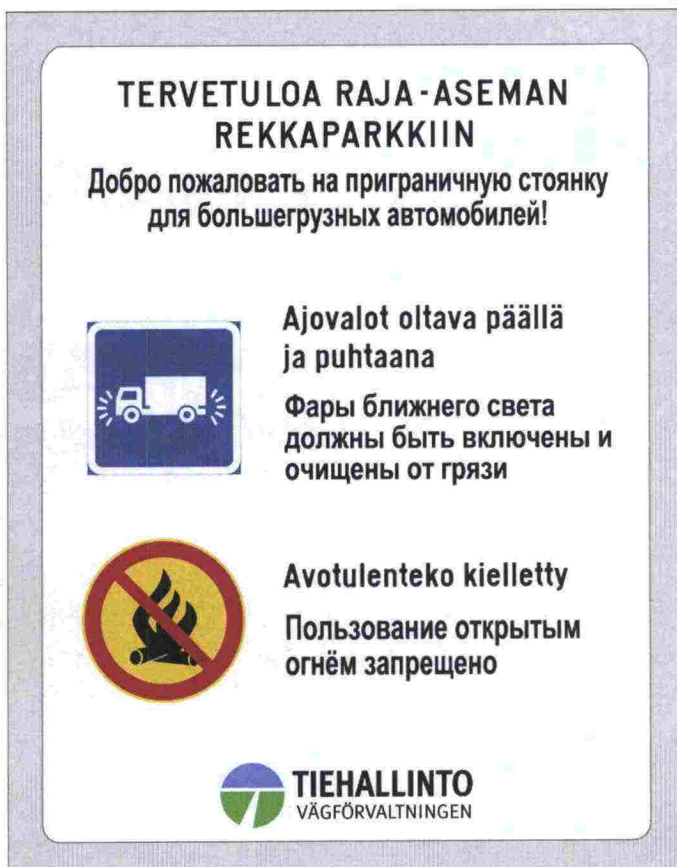 TERVETULOA RAJA-ASEMAN
REKKAPARKKIIN
Добро пожаловать на приграничную стоянку
для большегрузных автомобилей!
Ajovalot oltava päällä
ja puhtaana
Фары ближнего света
должны быть включены и
очищены от грязи
Avotulenteko kielletty
Пользование открытым
огнём запрещено
TIEHALLINTO
VÄGFÖRVALTNINGEN